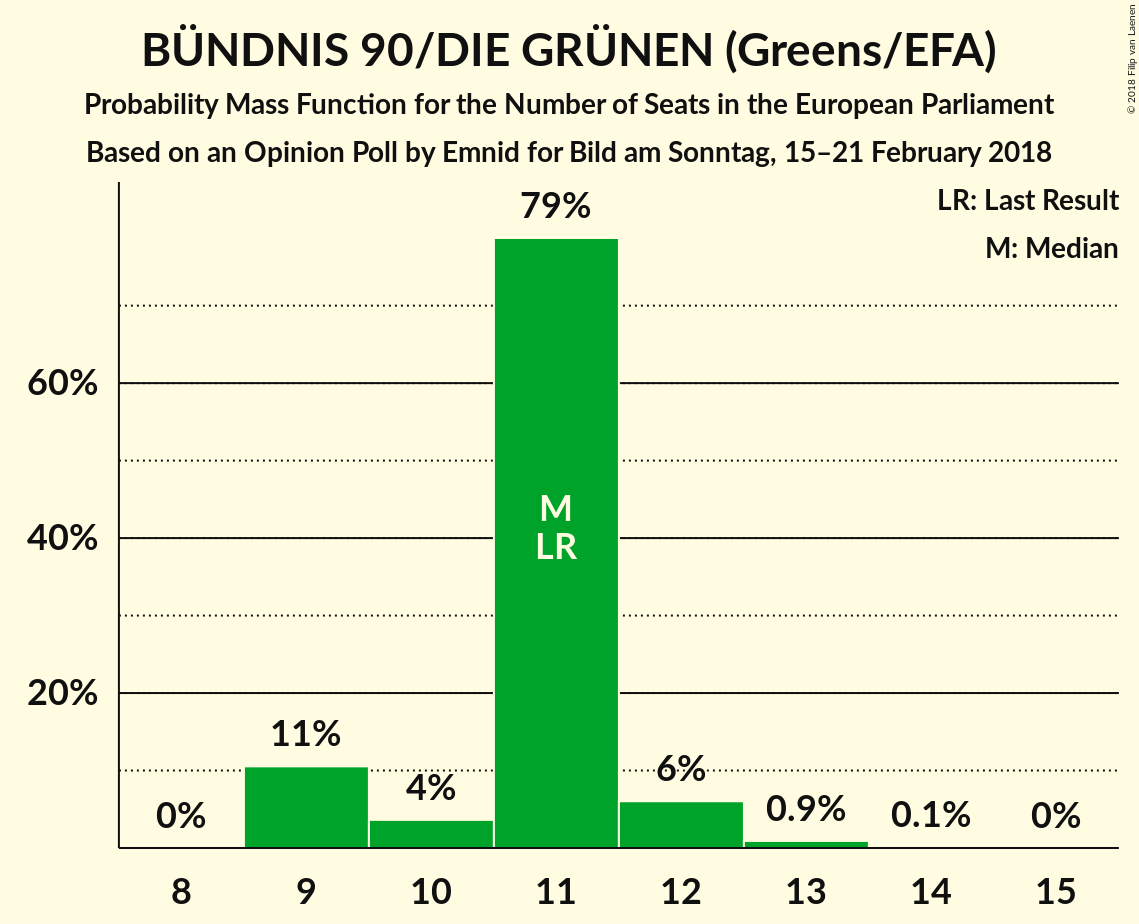 BÜNDNIS 90/DIE GRÜNEN (Greens/EFA)
Probability Mass Function for the Number of Seats in the European Parliament
Based on an Opinion Poll by Emnid for Bild am Sonntag, 15–21 February 2018
© 2018 Filip van Laenen
LR: Last Result
M: Median
79%
60%
M
40%
LR
20%
11%
6%
4%
0%
0.9%
0.1%
0%
8 9 10 11 12 13 14 15